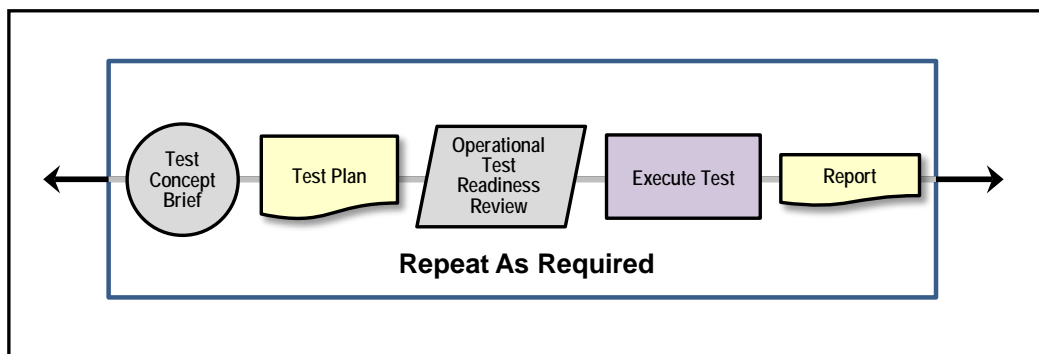 Test
Concept
Brief
Test Plan
Operational
Test
Readiness
Review
Execute Test
Report
Repeat As Required